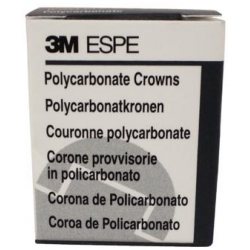 3M ESPE
Polycarbonate Crowns
Polycarbonatkronen
Couronne polycarbonate
Corone provvisorie
in policarbonato
Corona de Policarbonato
Coroa de Policarbonato